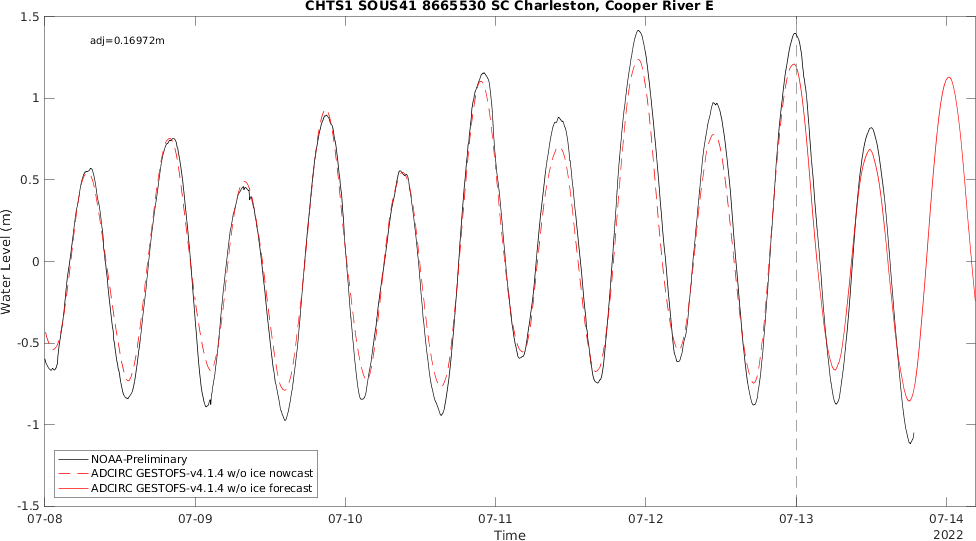 CHTS1 SOUS41 8665530 SC Charleston, Cooper River E
adj=0.16972m
1.5
1
0.5
0
-0.5
-1
-1.5
Water Level (m)
NOAA-Preliminary
ADCIRC GESTOFS-v4.1.4 w/o ice nowcast
ADCIRC GESTOFS-v4.1.4 w/o ice forecast
07-08 07-09 07-10 07-11 07-12 07-13 07-14
Time
2022